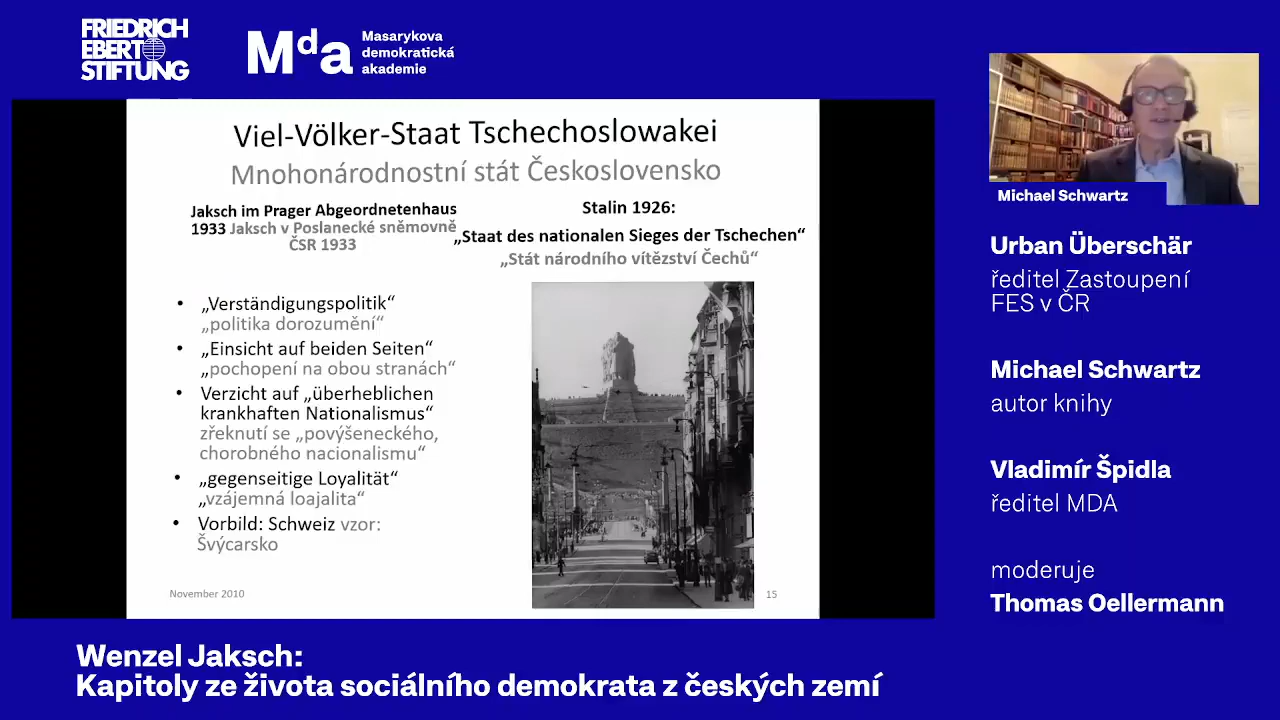 FRIEDRICH
EBERT
STIFTUNG
Mda
Masarykova
demokratická
akademie
Viel-Völker-Staat Tschechoslowakei
Mnohonárodnostní stát Československo
Jaksch im Prager Abgeordnetenhaus
1933 Jaksch v Poslanecké sněmovně
ČSR 1933
Stalin 1926:
„Staat des nationalen Sieges der Tschechen“
„Stát národního vítězství Čechů“
• „Verständigungspolitik“
„politika dorozumění“
• „Einsicht auf beiden Seiten“
„pochopení na obou stranách“
• Verzicht auf „überheblichen
krankhaften Nationalismus“
zřeknutí se „povýšeneckého,
chorobného nacionalismu“
• „gegenseitige Loyalität“
„vzájemná loajalita“
• Vorbild: Schweiz vzor:
Švýcarsko
November 2010
15
Michael Schwartz
Urban Überschär
ředitel Zastoupení
FES v ČR
Michael Schwartz
autor knihy
Vladimír Špidla
ředitel MDA
moderuje
Thomas Oellermann
Wenzel Jaksch:
Kapitoly ze života sociálního demokrata z českých zemí